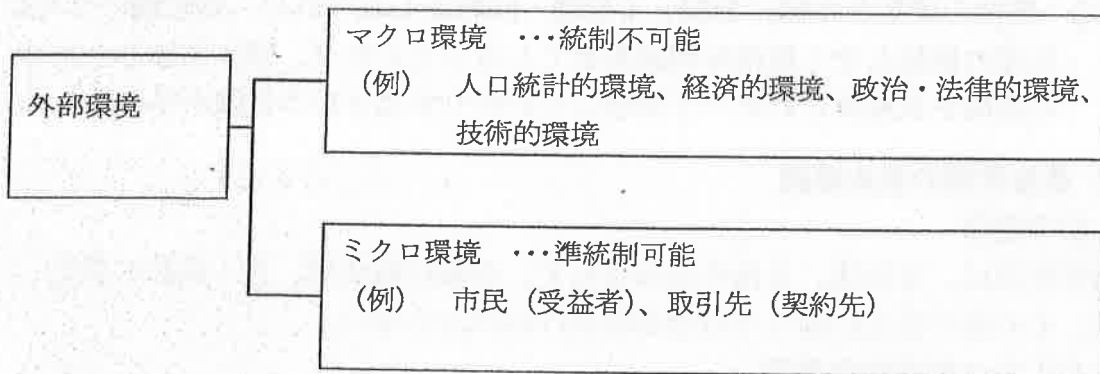 外部環境
マクロ環境 ・・・統制不可能
(例) 人口統計的環境、経済的環境、政治・法律的環境、
技術的環境
ミクロ環境 ・・・準統制可能
(例) 市民（受益者）、取引先（契約先）